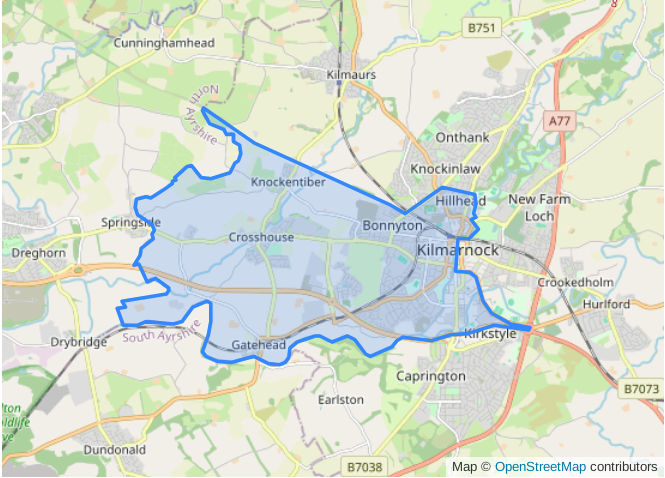 B751
Cunninghamhead
Kilmaurs
North
Ayrshire
A77
Onthank
Knockinlaw
Knockentiber
Hillhead
New Farm
Loch
Springside
Bonnyton
Crosshouse
Kilmarnock
Dreghorn
Crookedholm
Hurlford
Drybridge
South Ayrshire
Gatehead
Kirkstyle
Caprington
B7073
Earlston
Dundonald
B7038
Map © OpenStreetMap contributors